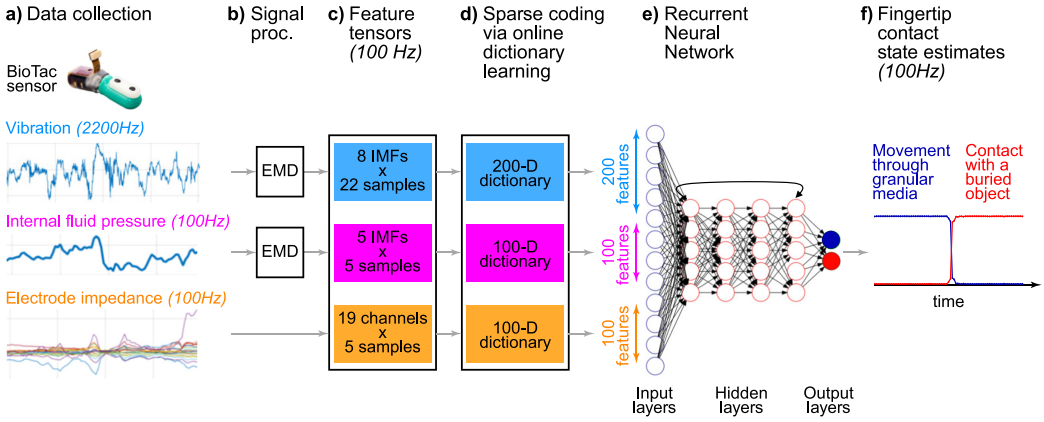 a) Data collection
BioTac
sensor
Vibration (2200Hz)
Internal fluid pressure (100Hz)
Electrode impedance (100Hz)
b) Signal
proc.
EMD
EMD
c) Feature
tensors
(100 Hz)
8 IMFs
x
22 samples
5 IMFs
x
5 samples
19 channels
x
5 samples
d) Sparse coding
via online
dictionary
learning
200-D
dictionary
100-D
dictionary
100-D
dictionary
e) Recurrent
Neural
Network
200
features
100
features
100
features
Input
layers
Hidden
layers
Output
layers
f) Fingertip
contact
state estimates
(100Hz)
Movement
through
granular
media
Contact
with a
buried
object
time